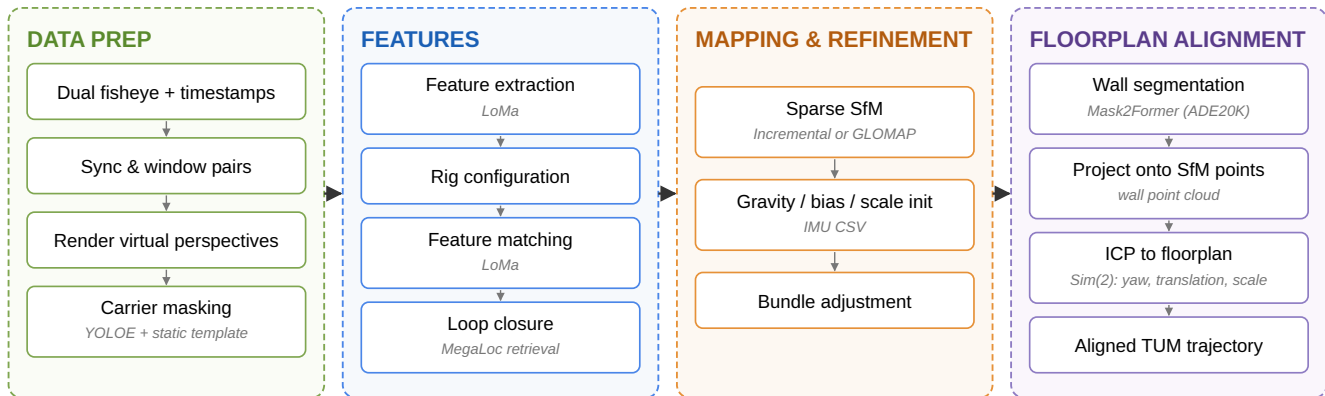 DATA PREP
Dual fisheye + timestamps
Sync & window pairs
Render virtual perspectives
Carrier masking
YOLOE + static template
FEATURES
Feature extraction
LoMa
Rig configuration
Feature matching
LoMa
Loop closure
MegaLoc retrieval
MAPPING & REFINEMENT
Sparse SfM
Incremental or GLOMAP
Gravity / bias / scale init
IMU CSV
Bundle adjustment
FLOORPLAN ALIGNMENT
Wall segmentation
Mask2Former (ADE20K)
Project onto SfM points
wall point cloud
ICP to floorplan
Sim(2): yaw, translation, scale
Aligned TUM trajectory